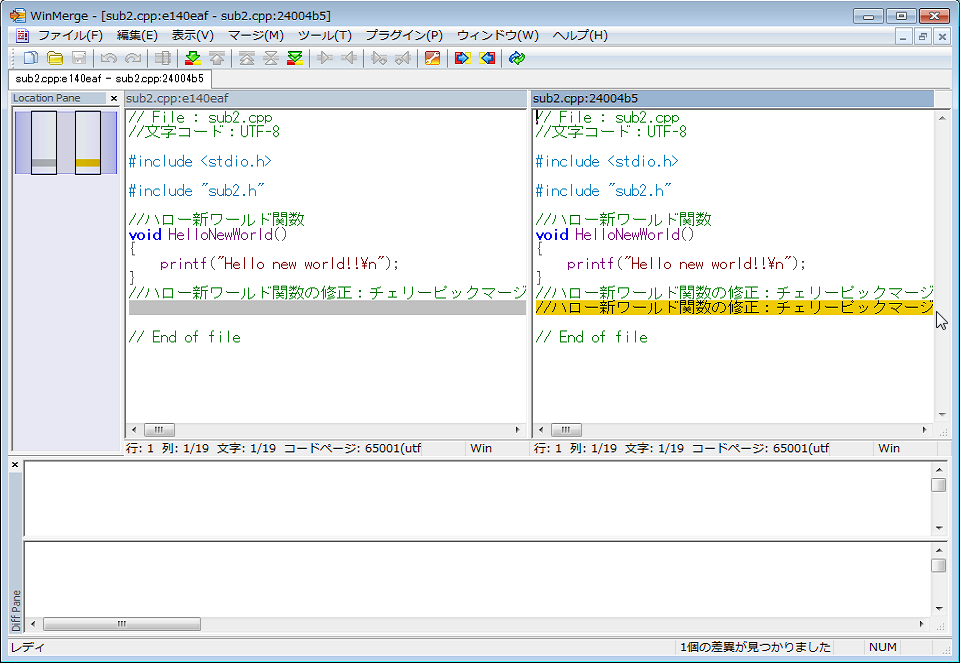 WinMerge - [sub2.cpp:e140eaf - sub2.cpp:24004b5]
ファイル(F) 編集(E) 表示(V) マージ(M) ツール(T) プラグイン(P) ウィンドウ(W) ヘルプ(H)
sub2.cpp:e140eaf - sub2.cpp:24004b5
Location Pane
sub2.cpp:e140eaf
// File : sub2.cpp
//文字コード：UTF-8
#include <stdio.h>
#include "sub2.h"
//ハロー新ワールド関数
void HelloNewWorld()
{
printf("Hello new world!!¥n");
}
//ハロー新ワールド関数の修正：チェリーピックマージ
// End of file
行: 1 列: 1/19 文字: 1/19 コードページ: 65001(utf
Win
sub2.cpp:24004b5
// File : sub2.cpp
//文字コード：UTF-8
#include <stdio.h>
#include "sub2.h"
//ハロー新ワールド関数
void HelloNewWorld()
{
printf("Hello new world!!¥n");
}
//ハロー新ワールド関数の修正：チェリーピックマージ
//ハロー新ワールド関数の修正：チェリーピックマージ
// End of file
行: 1 列: 1/19 文字: 1/19 コードページ: 65001(utf
Win
Diff Pane
レディ
1個の差異が見つかりました
NUM